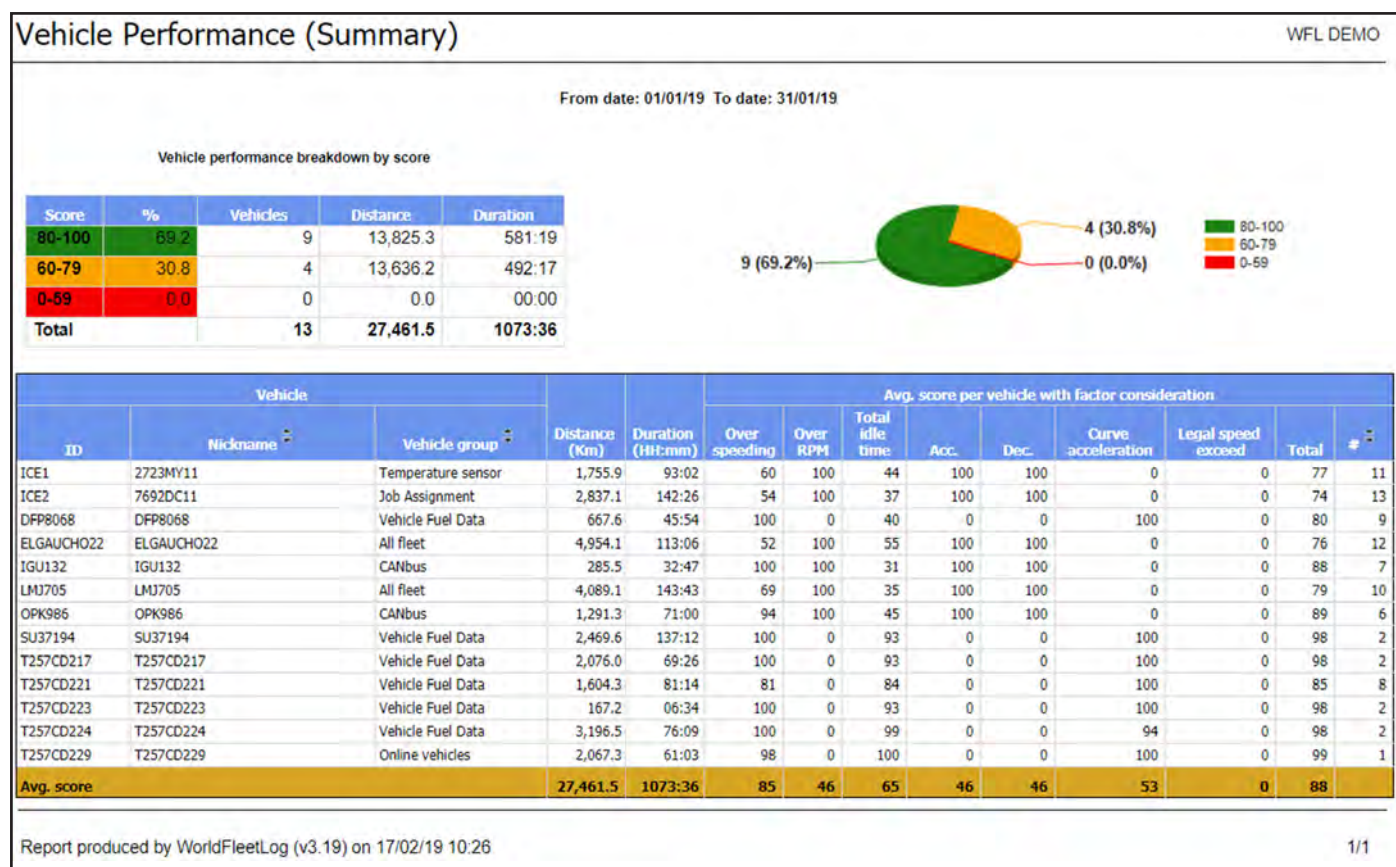 Vehicle Performance (Summary) WFL DEMO
From date: 01/01/19 To date: 31/01/19
Vehicle performance breakdown by score
Score % Vehicles Distance Duration
80-100 69.2 9 13,825.3 581:19
60-79 30.8 4 13,636.2 492:17
0-59 0.0 0 0.0 00:00
Total 13 27,461.5 1073:36
9 (69.2%)
4 (30.8%)
0 (0.0%)
80-100
60-79
0-59
Vehicle Avg. score per vehicle with factor consideration
ID Nickname Vehicle group Distance (Km) Duration (HH:mm) Over speeding Over RPM Total idle time Acc. Dec. Curve acceleration Legal speed exceed Total #
ICE1 2723MY11 Temperature sensor 1,755.9 93:02 60 100 44 100 100 0 0 77 11
ICE2 7692DC11 Job Assignment 2,837.1 142:26 54 100 37 100 100 0 0 74 13
DFP8068 DFP8068 Vehicle Fuel Data 667.6 45:54 100 0 40 0 0 100 0 80 9
ELGAUCHO22 ELGAUCHO22 All fleet 4,954.1 113:06 52 100 55 100 100 0 0 76 12
IGU132 IGU132 CANbus 285.5 32:47 100 100 31 100 100 0 0 88 7
LMJ705 LMJ705 All fleet 4,089.1 143:43 69 100 35 100 100 0 0 79 10
OPK986 OPK986 CANbus 1,291.3 71:00 94 100 45 100 100 0 0 89 6
SU37194 SU37194 Vehicle Fuel Data 2,469.6 137:12 100 0 93 0 0 100 0 98 2
T257CD217 T257CD217 Vehicle Fuel Data 2,076.0 69:26 100 0 93 0 0 100 0 98 2
T257CD221 T257CD221 Vehicle Fuel Data 1,604.3 81:14 81 0 84 0 0 100 0 85 8
T257CD223 T257CD223 Vehicle Fuel Data 167.2 06:34 100 0 93 0 0 100 0 98 2
T257CD224 T257CD224 Vehicle Fuel Data 3,196.5 76:09 100 0 99 0 0 94 0 98 2
T257CD229 T257CD229 Online vehicles 2,067.3 61:03 98 0 100 0 0 100 0 99 1
Avg. score 27,461.5 1073:36 85 46 65 46 46 53 0 88
Report produced by WorldFleetLog (v3.19) on 17/02/19 10:26 1/1